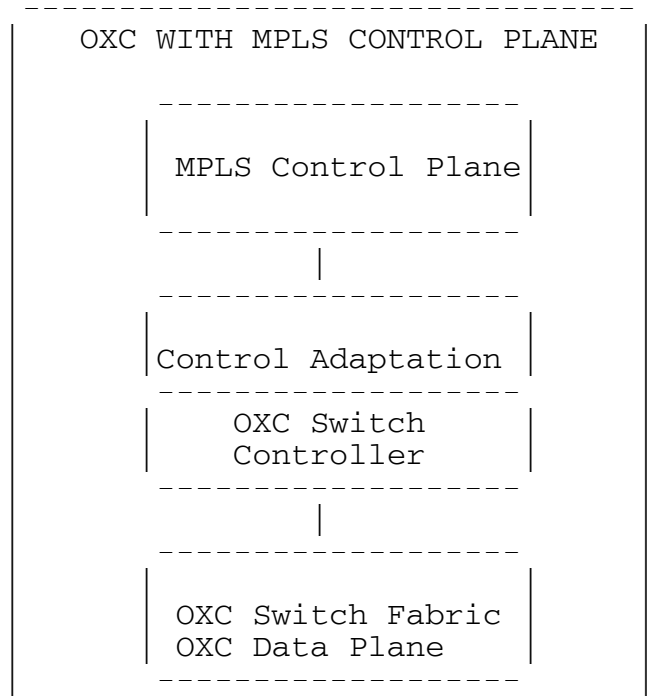 OXC WITH MPLS CONTROL PLANE
MPLS Control Plane
Control Adaptation
OXC Switch
Controller
OXC Switch Fabric
OXC Data Plane